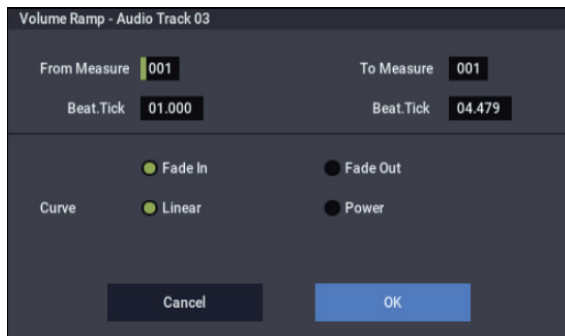 Volume Ramp - Audio Track 03
From Measure 001 To Measure 001
Beat.Tick 01.000 Beat.Tick 04.479
Fade In Fade Out
Curve Linear Power
Cancel OK